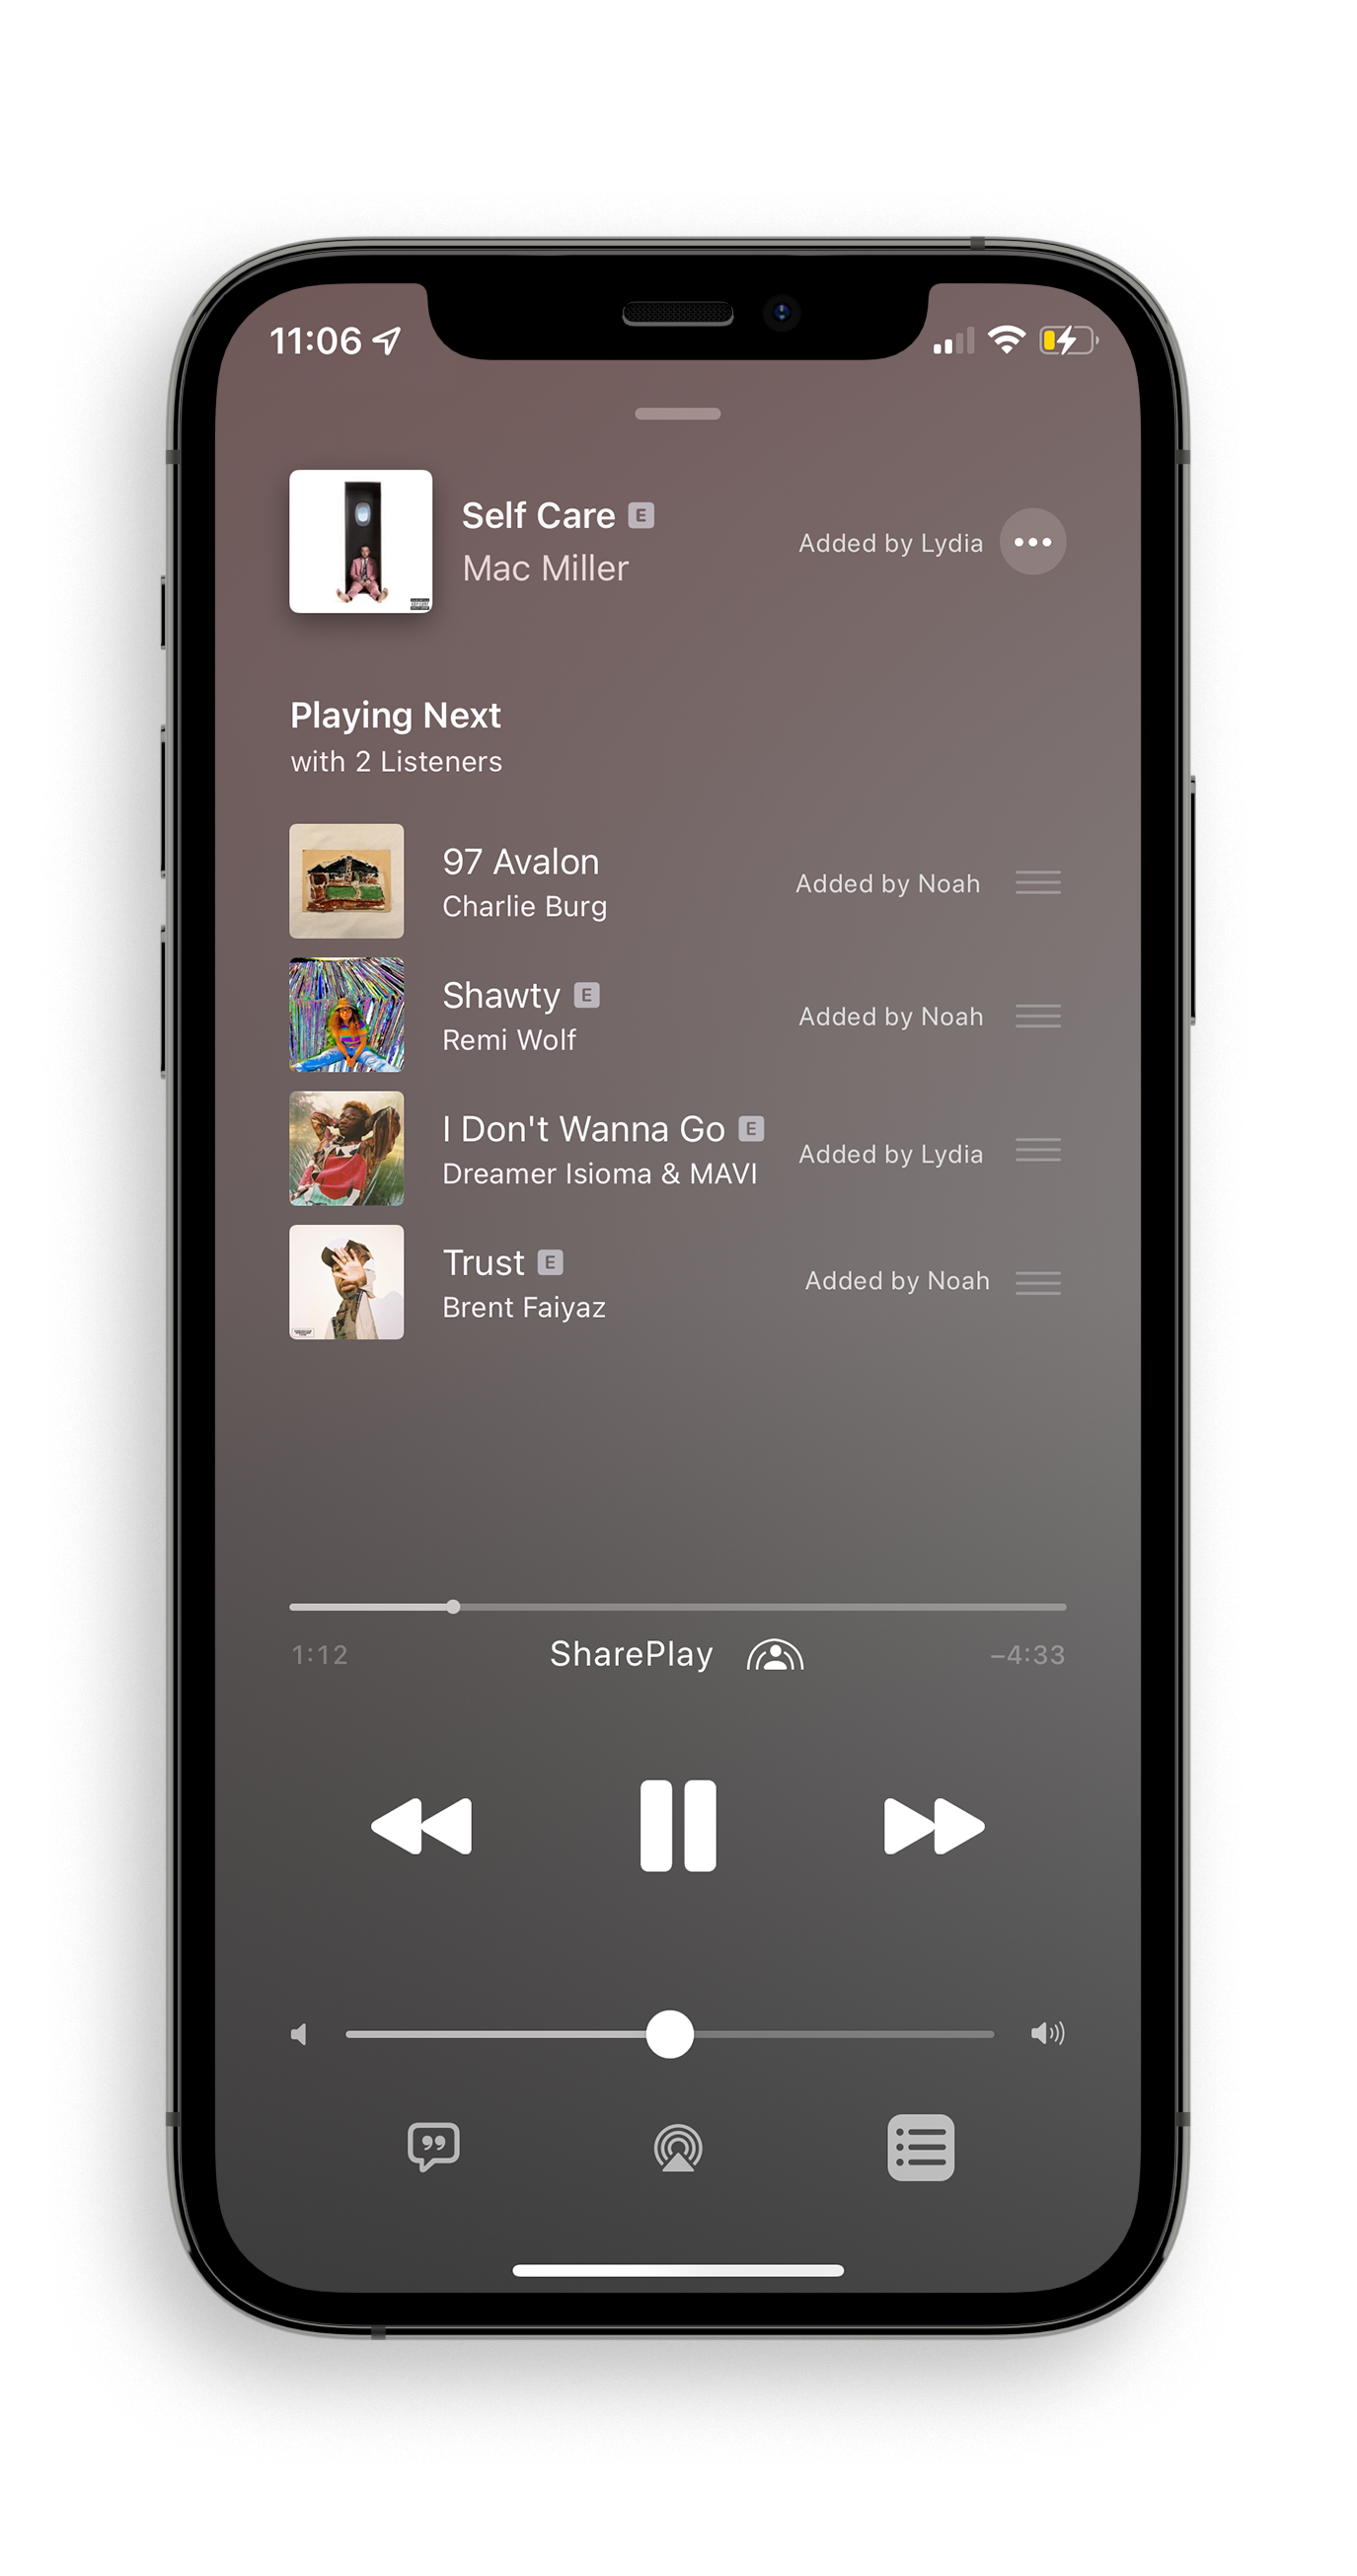 11:06
Self Care E
Mac Miller
Added by Lydia
Playing Next
with 2 Listeners
97 Avalon
Charlie Burg
Added by Noah
Shawty E
Remi Wolf
Added by Noah
I Don't Wanna Go E
Dreamer Isioma & MAVI
Added by Lydia
Trust E
Brent Faiyaz
Added by Noah
1:12
SharePlay
–4:33